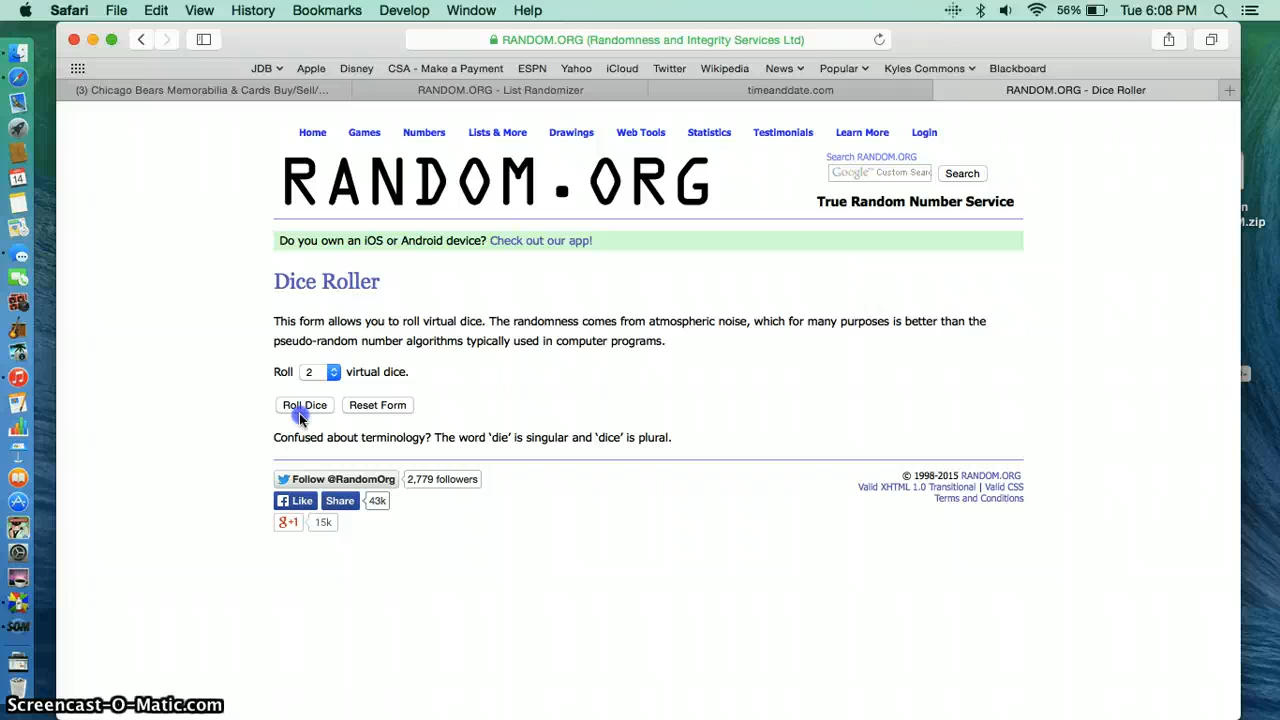 Safari File Edit View History Bookmarks Develop Window Help 56% Tue 6:08 PM
RANDOM.ORG (Randomness and Integrity Services Ltd)
JDB Apple Disney CSA - Make a Payment ESPN Yahoo iCloud Twitter Wikipedia News Popular Kyles Commons Blackboard
(3) Chicago Bears Memorabilia & Cards Buy/Sell/... RANDOM.ORG - List Randomizer timeanddate.com RANDOM.ORG - Dice Roller
Home Games Numbers Lists & More Drawings Web Tools Statistics Testimonials Learn More Login
Search RANDOM.ORG
Google™ Custom Sear Search
RANDOM.ORG
True Random Number Service
Do you own an iOS or Android device? Check out our app!
Dice Roller
This form allows you to roll virtual dice. The randomness comes from atmospheric noise, which for many purposes is better than the
pseudo-random number algorithms typically used in computer programs.
Roll 2 virtual dice.
Roll Dice Reset Form
Confused about terminology? The word ‘die’ is singular and ‘dice’ is plural.
Follow @RandomOrg 2,779 followers
Like Share 43k
g+1 15k
© 1998-2015 RANDOM.ORG
Valid XHTML 1.0 Transitional | Valid CSS
Terms and Conditions
14
SOM
M.zip
Screencast-O-Matic.com